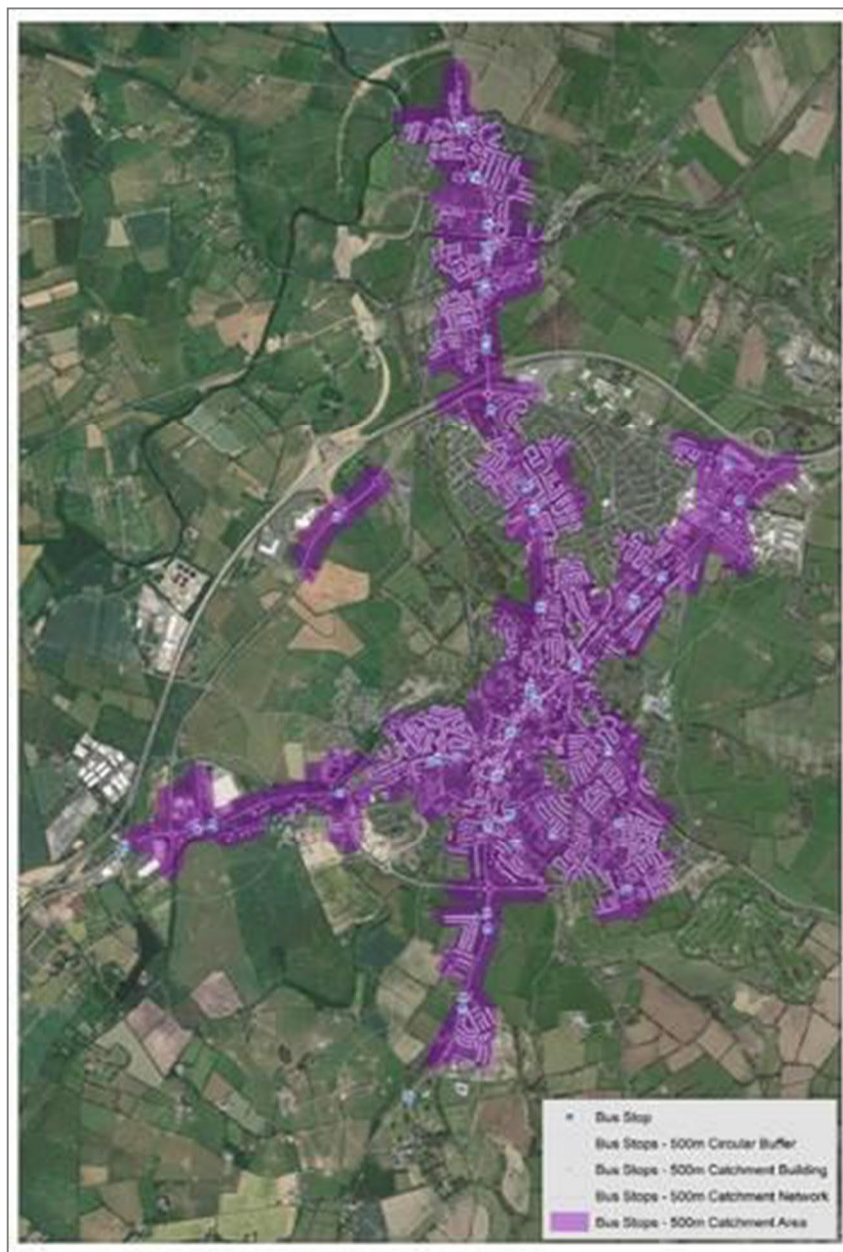 Bus Stop
Bus Stops - 500m Circular Buffer
Bus Stops - 500m Catchment Building
Bus Stops - 500m Catchment Network
Bus Stops - 500m Catchment Area